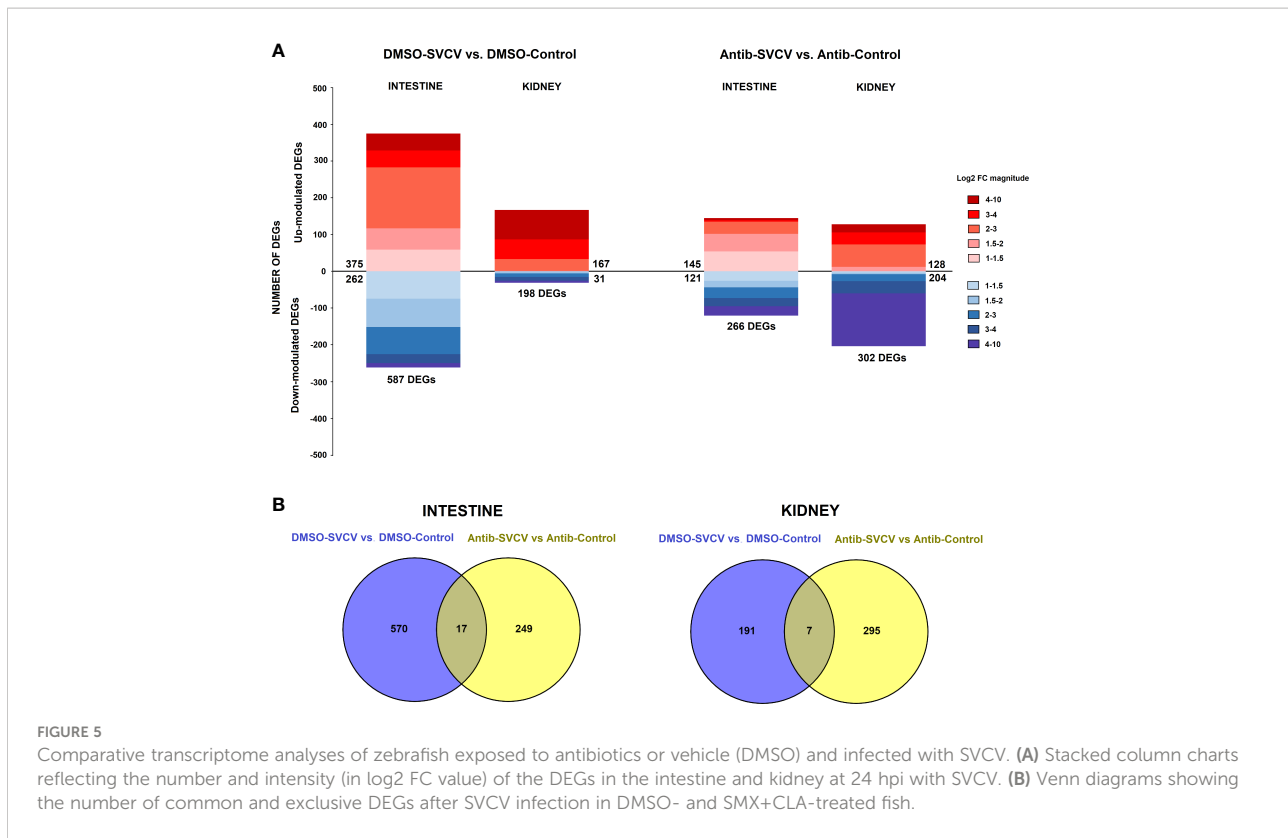 A
DMSO-SVCV vs. DMSO-Control
Antib-SVCV vs. Antib-Control
INTESTINE
KIDNEY
INTESTINE
KIDNEY
NUMBER OF DEGs
Up-modulated DEGs
Down-modulated DEGs
500
400
300
200
100
0
-100
-200
-300
-400
-500
375
262
587 DEGs
167
31
198 DEGs
145
121
266 DEGs
128
204
302 DEGs
Log2 FC magnitude
4-10
3-4
2-3
1.5-2
1-1.5
1-1.5
1.5-2
2-3
3-4
4-10
B
INTESTINE
DMSO-SVCV vs DMSO-Control
Antib-SVCV vs Antib-Control
570
17
249
KIDNEY
DMSO-SVCV vs DMSO-Control
Antib-SVCV vs Antib-Control
191
7
295
FIGURE 5
Comparative transcriptome analyses of zebrafish exposed to antibiotics or vehicle (DMSO) and infected with SVCV. (A) Stacked column charts
reflecting the number and intensity (in log2 FC value) of the DEGs in the intestine and kidney at 24 hpi with SVCV. (B) Venn diagrams showing
the number of common and exclusive DEGs after SVCV infection in DMSO- and SMX+CLA-treated fish.